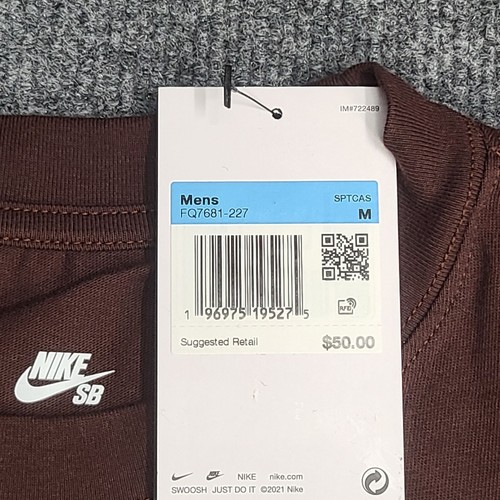 IM#722489
Mens SPTCAS
FQ7681-227 M
1 96975 19527 5
RFID
Suggested Retail $50.00
NIKE
SB
NIKE
SWOOSH JUST DO IT ©2021 Nike nike.com